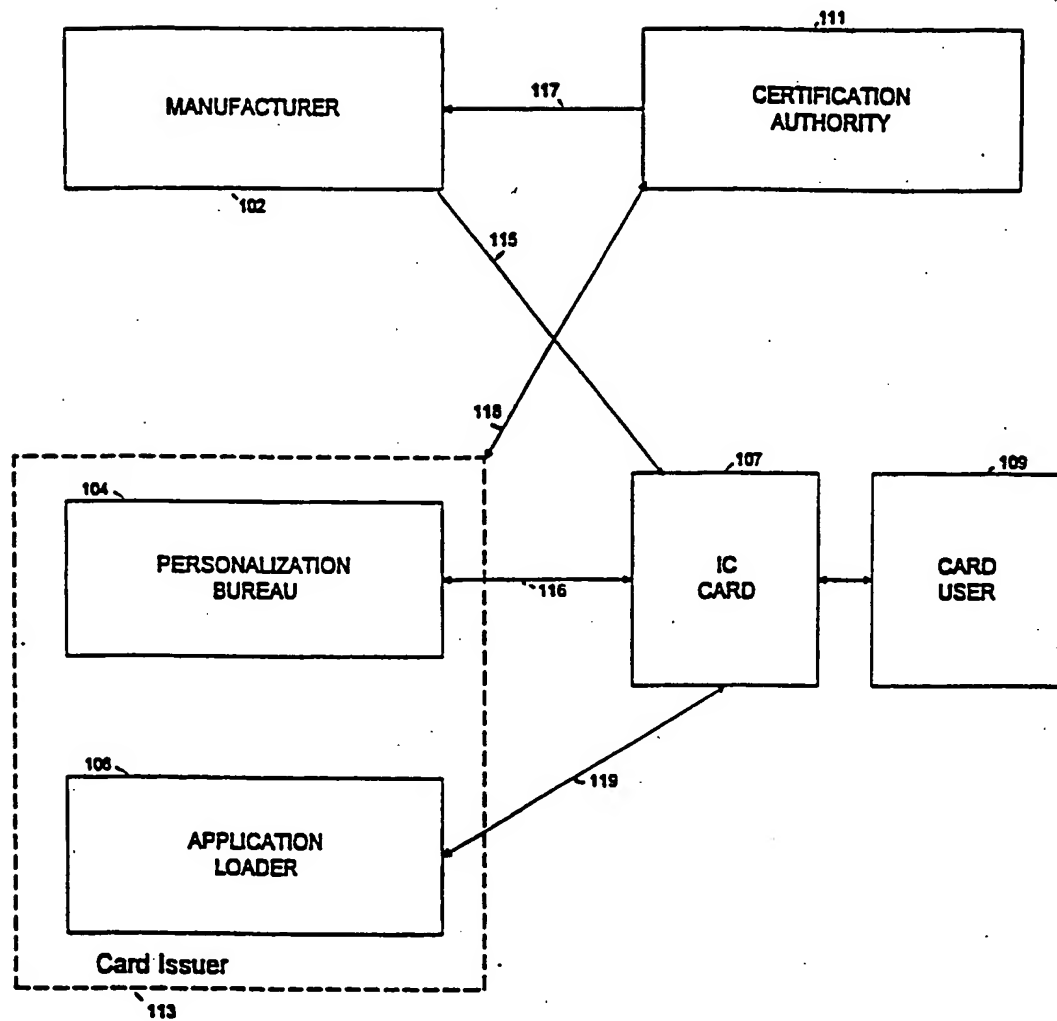 111
MANUFACTURER
117
CERTIFICATION
AUTHORITY
102
115
118
107
109
104
PERSONALIZATION
BUREAU
116
IC
CARD
CARD
USER
106
119
APPLICATION
LOADER
Card Issuer
113